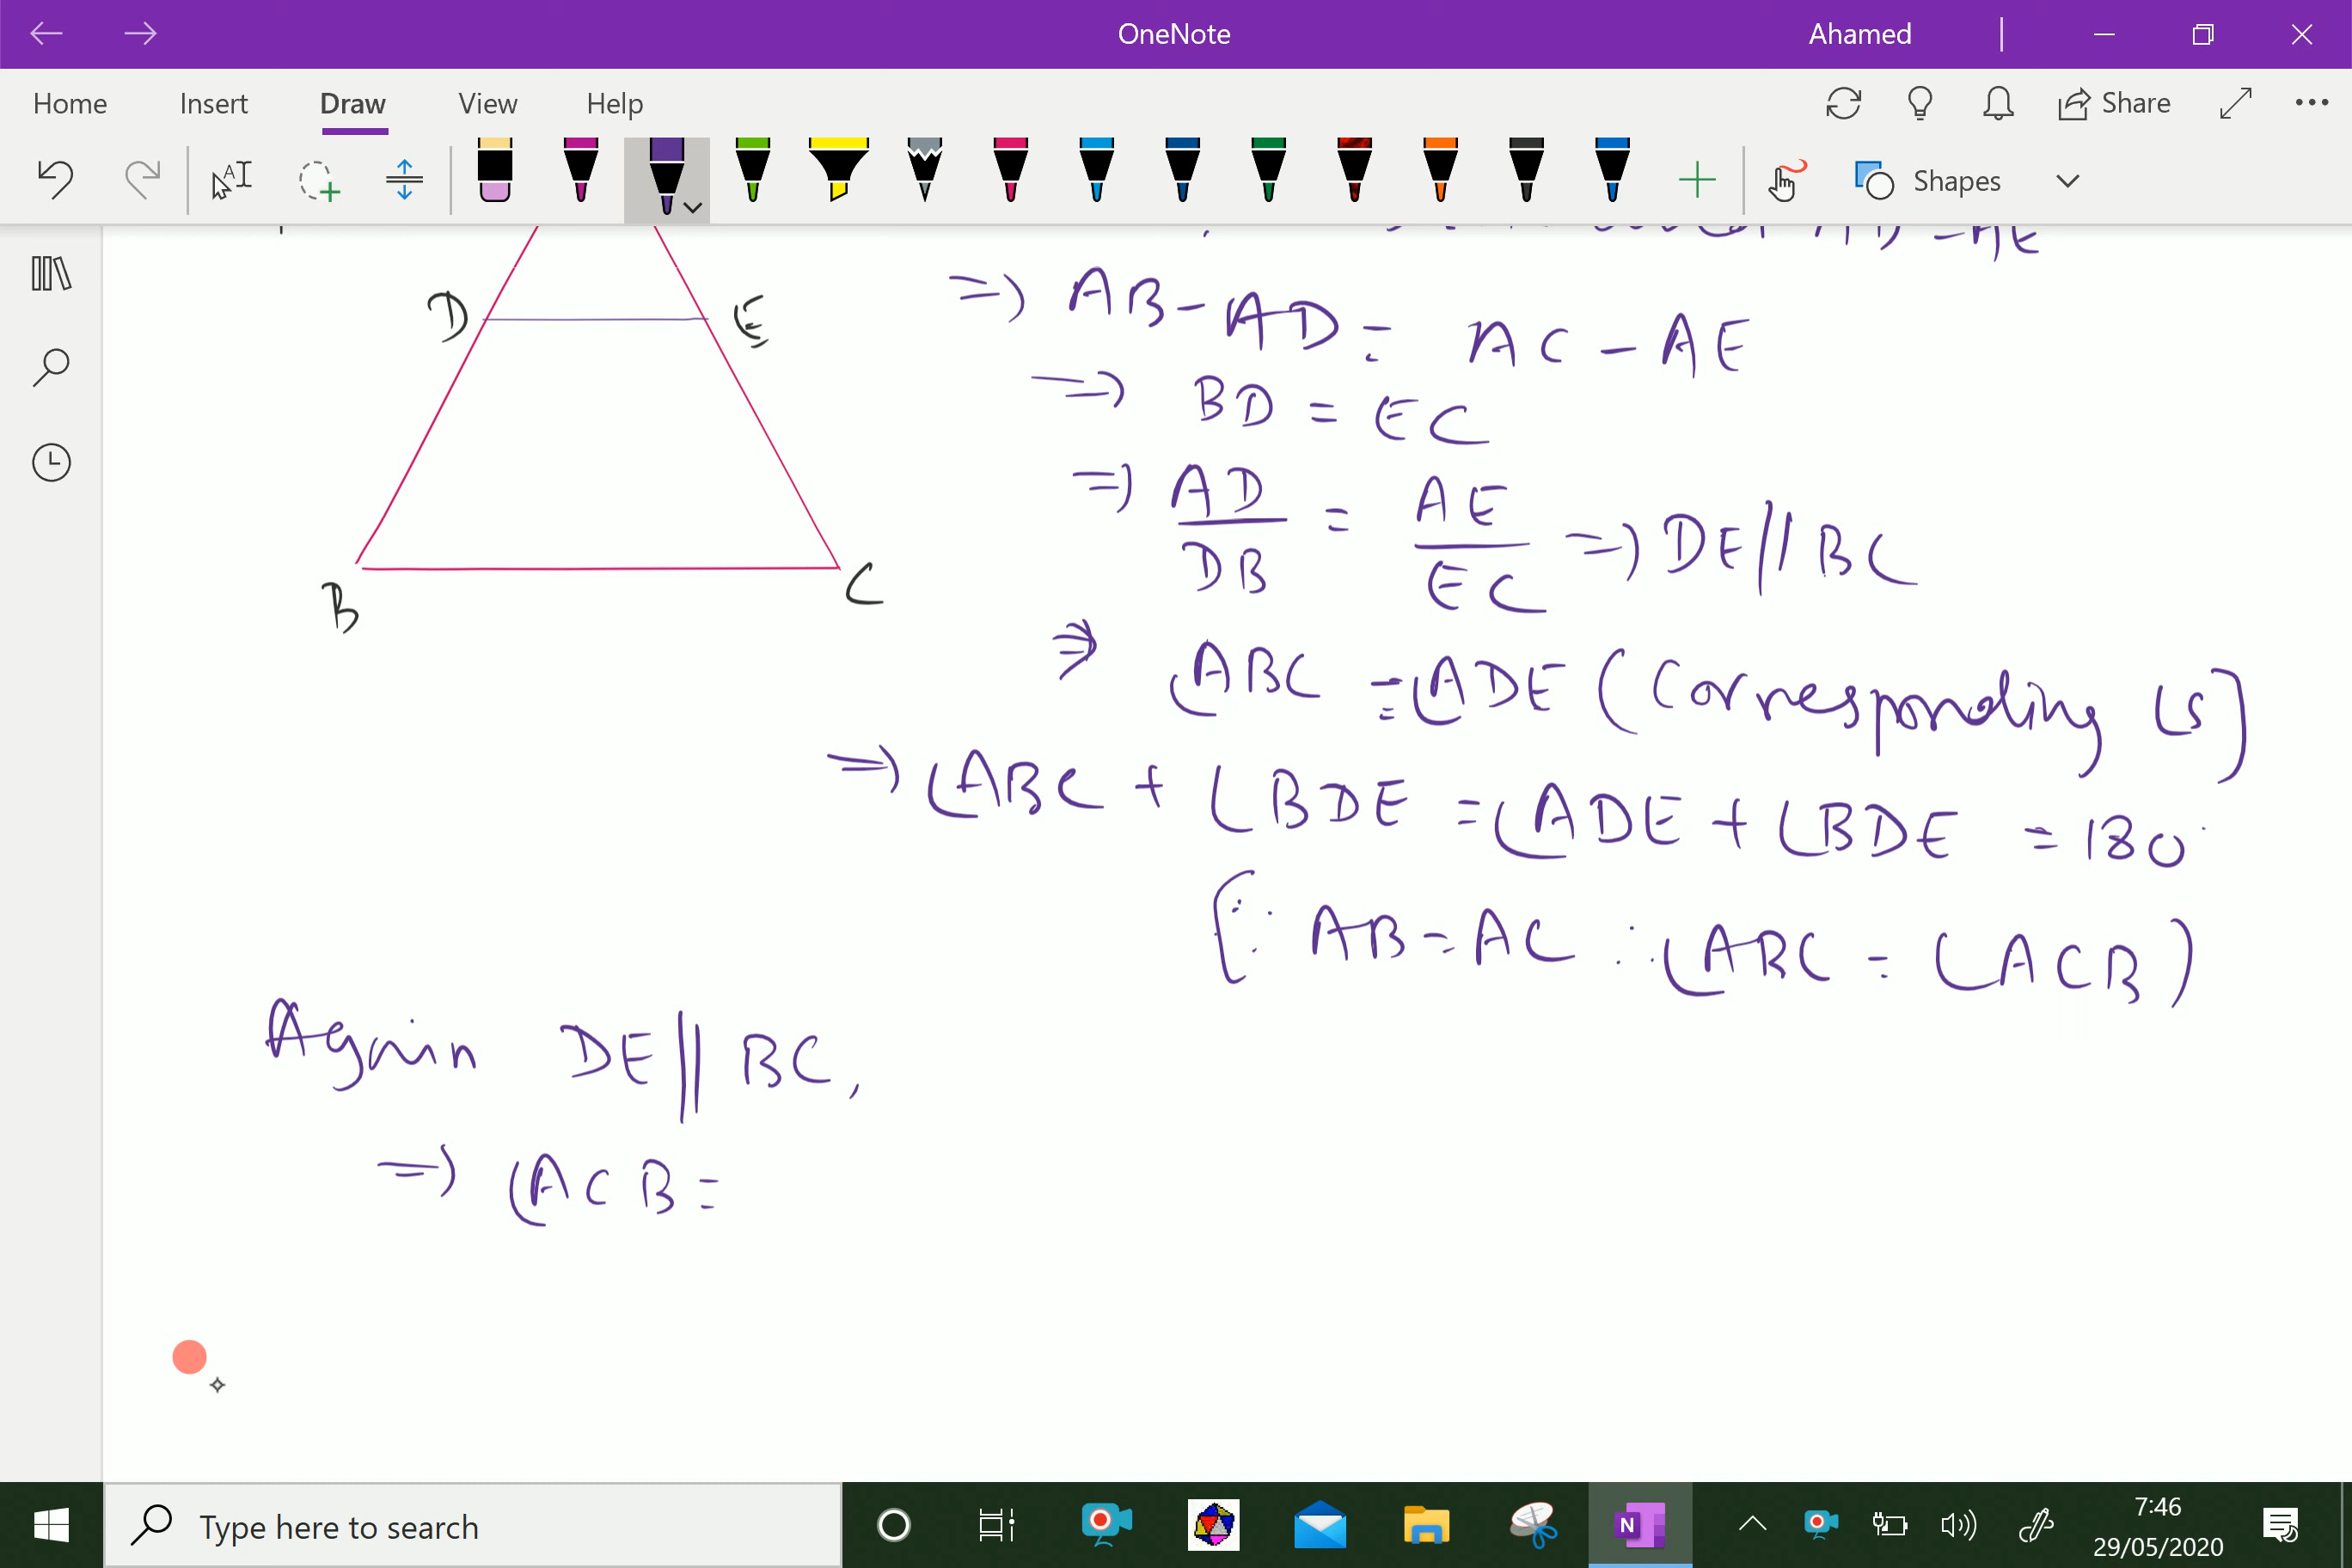 OneNote
Ahamed
Home Insert Draw View Help
Share
Shapes
D E
B C
AD = AE
=> AB - AD = AC - AE
=> BD = EC
=> AD/DB = AE/EC => DE || BC
=> ∠ABC = ∠ADE (Corresponding ∠s)
=> ∠ABC + ∠BDE = ∠ADE + ∠BDE = 180°
[∵ AB = AC ∴ ∠ABC = ∠ACB)
Again DE || BC,
=> ∠ACB =
Type here to search
N
7:46
29/05/2020